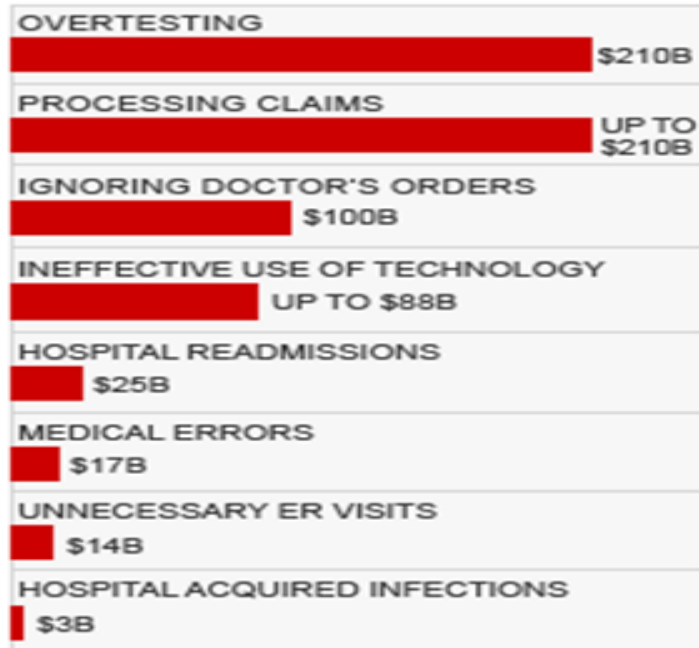 OVERTESTING
$210B
PROCESSING CLAIMS
UP TO
$210B
IGNORING DOCTOR'S ORDERS
$100B
INEFFECTIVE USE OF TECHNOLOGY
UP TO $88B
HOSPITAL READMISSIONS
$25B
MEDICAL ERRORS
$17B
UNNECESSARY ER VISITS
$14B
HOSPITAL ACQUIRED INFECTIONS
$3B